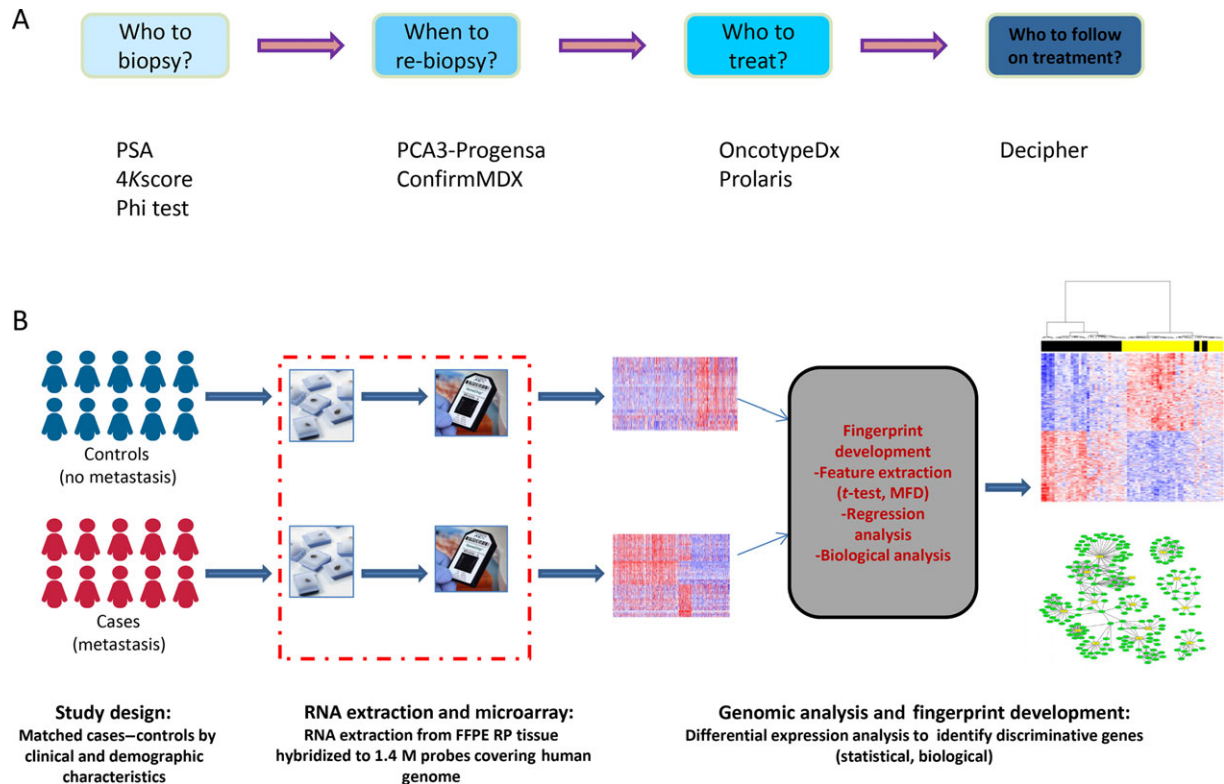 A
Who to
biopsy?
When to
re-biopsy?
Who to
treat?
Who to follow
on treatment?
PSA
4Kscore
Phi test
PCA3-Progensa
ConfirmMDX
OncotypeDx
Prolaris
Decipher
B
Controls
(no metastasis)
Cases
(metastasis)
Fingerprint
development
-Feature extraction
(t-test, MFD)
-Regression
analysis
-Biological analysis
Study design:
Matched cases–controls by
clinical and demographic
characteristics
RNA extraction and microarray:
RNA extraction from FFPE RP tissue
hybridized to 1.4 M probes covering human
genome
Genomic analysis and fingerprint development:
Differential expression analysis to identify discriminative genes
(statistical, biological)